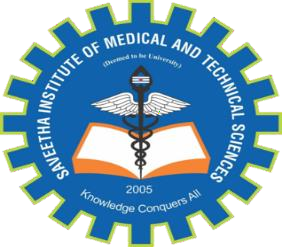 SAVEETHA INSTITUTE OF MEDICAL AND TECHNICAL SCIENCES
(Deemed to be University)
2005
Knowledge Conquers All